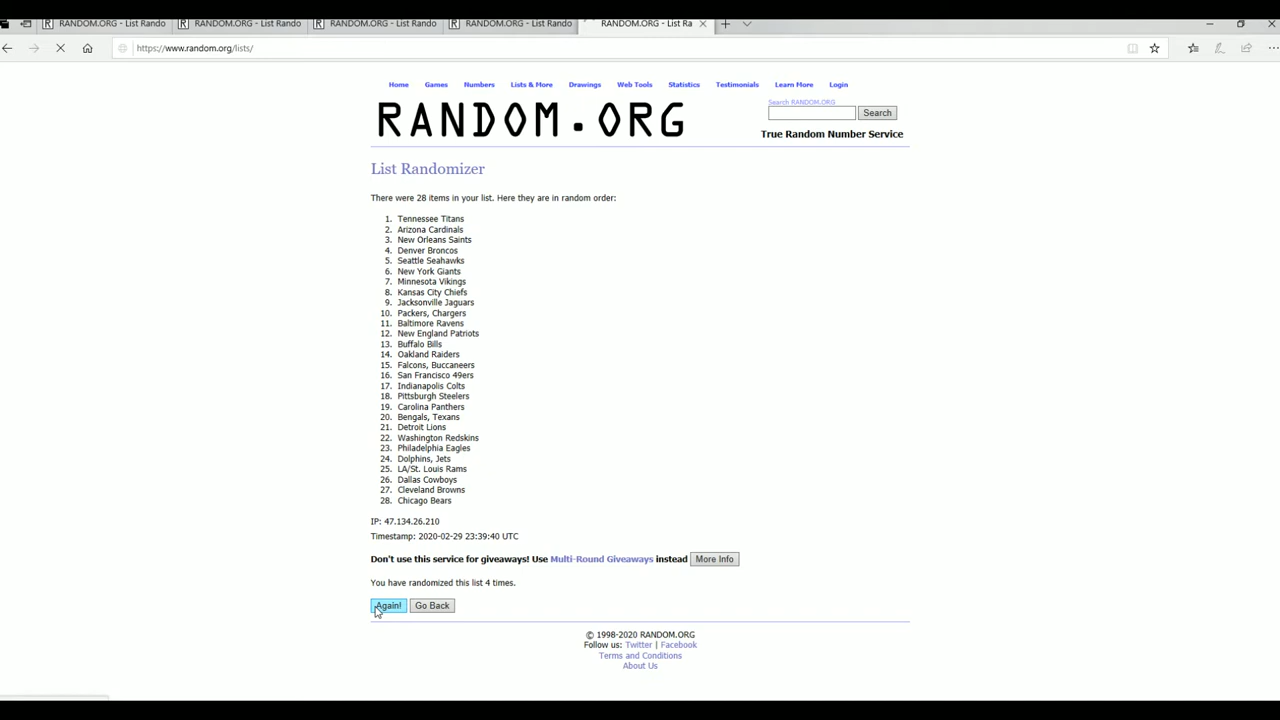 RANDOM.ORG - List Rando
RANDOM.ORG - List Rando
RANDOM.ORG - List Rando
RANDOM.ORG - List Rando
RANDOM.ORG - List Ra
https://www.random.org/lists/
Home Games Numbers Lists & More Drawings Web Tools Statistics Testimonials Learn More Login
RANDOM.ORG
Search RANDOM.ORG
Search
True Random Number Service
List Randomizer
There were 28 items in your list. Here they are in random order:
1. Tennessee Titans
2. Arizona Cardinals
3. New Orleans Saints
4. Denver Broncos
5. Seattle Seahawks
6. New York Giants
7. Minnesota Vikings
8. Kansas City Chiefs
9. Jacksonville Jaguars
10. Packers, Chargers
11. Baltimore Ravens
12. New England Patriots
13. Buffalo Bills
14. Oakland Raiders
15. Falcons, Buccaneers
16. San Francisco 49ers
17. Indianapolis Colts
18. Pittsburgh Steelers
19. Carolina Panthers
20. Bengals, Texans
21. Detroit Lions
22. Washington Redskins
23. Philadelphia Eagles
24. Dolphins, Jets
25. LA/St. Louis Rams
26. Dallas Cowboys
27. Cleveland Browns
28. Chicago Bears
IP: 47.134.26.210
Timestamp: 2020-02-29 23:39:40 UTC
Don't use this service for giveaways! Use Multi-Round Giveaways instead More Info
You have randomized this list 4 times.
Again! Go Back
© 1998-2020 RANDOM.ORG
Follow us: Twitter | Facebook
Terms and Conditions
About Us